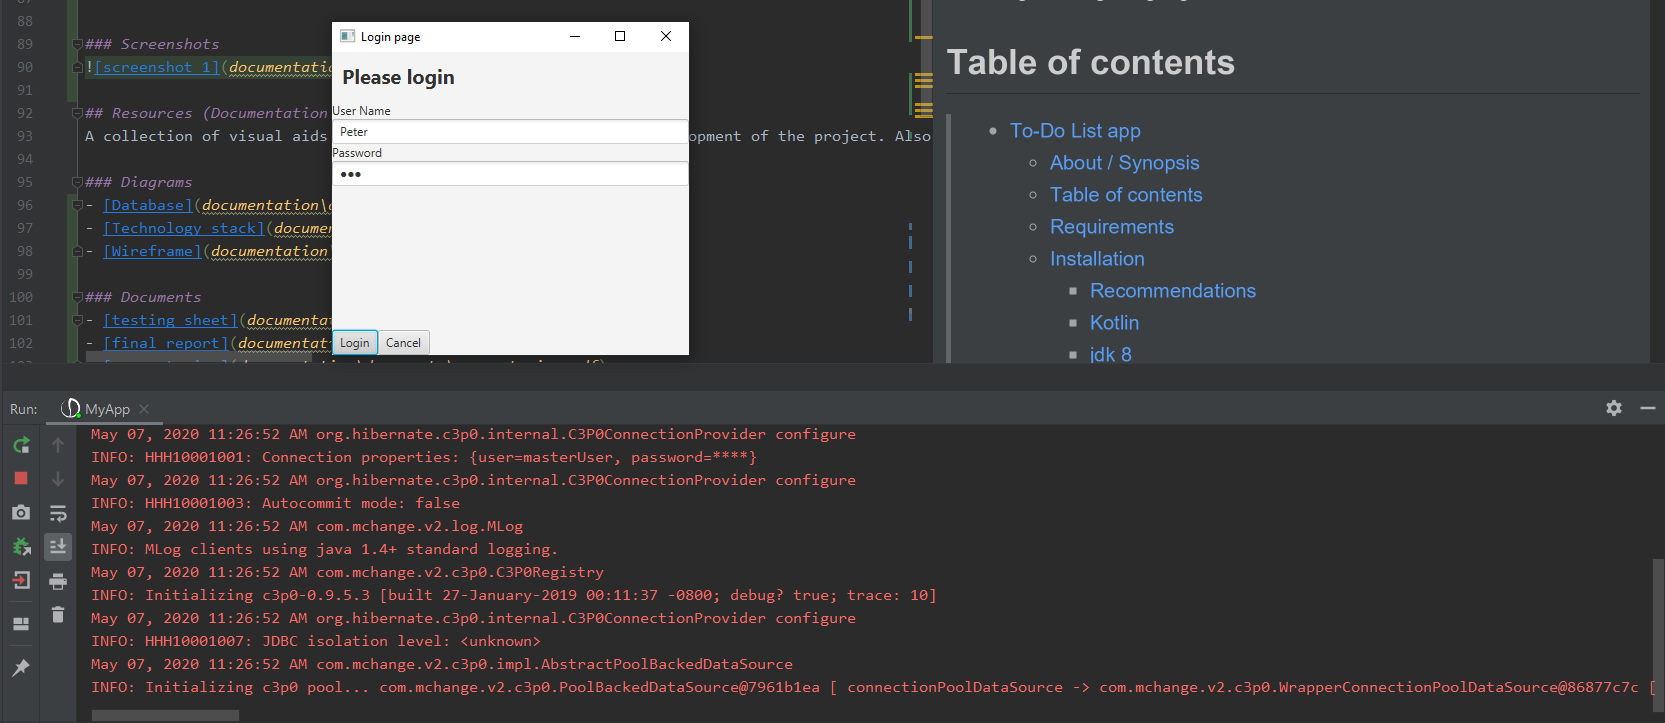 88
89 ### Screenshots
90 ![screenshot 1](documentatio
91
92 ## Resources (Documentation
93 A collection of visual aids opment of the project. Also
94
95 ### Diagrams
96 - [Database](documentation\
97 - [Technology stack](documen
98 - [Wireframe](documentation\
99
100 ### Documents
101 - [testing sheet](documentat
102 - [final report](documentati
Login page
Please login
User Name
Peter
Password
•••
Login Cancel
Table of contents
To-Do List app
About / Synopsis
Table of contents
Requirements
Installation
Recommendations
Kotlin
jdk 8
Run: MyApp
May 07, 2020 11:26:52 AM org.hibernate.c3p0.internal.C3P0ConnectionProvider configure
INFO: HHH10001001: Connection properties: {user=masterUser, password=****}
May 07, 2020 11:26:52 AM org.hibernate.c3p0.internal.C3P0ConnectionProvider configure
INFO: HHH10001003: Autocommit mode: false
May 07, 2020 11:26:52 AM com.mchange.v2.log.MLog
INFO: MLog clients using java 1.4+ standard logging.
May 07, 2020 11:26:52 AM com.mchange.v2.c3p0.C3P0Registry
INFO: Initializing c3p0-0.9.5.3 [built 27-January-2019 00:11:37 -0800; debug? true; trace: 10]
May 07, 2020 11:26:52 AM org.hibernate.c3p0.internal.C3P0ConnectionProvider configure
INFO: HHH10001007: JDBC isolation level: <unknown>
May 07, 2020 11:26:52 AM com.mchange.v2.c3p0.impl.AbstractPoolBackedDataSource
INFO: Initializing c3p0 pool... com.mchange.v2.c3p0.PoolBackedDataSource@7961b1ea [ connectionPoolDataSource -> com.mchange.v2.c3p0.WrapperConnectionPoolDataSource@86877c7c [